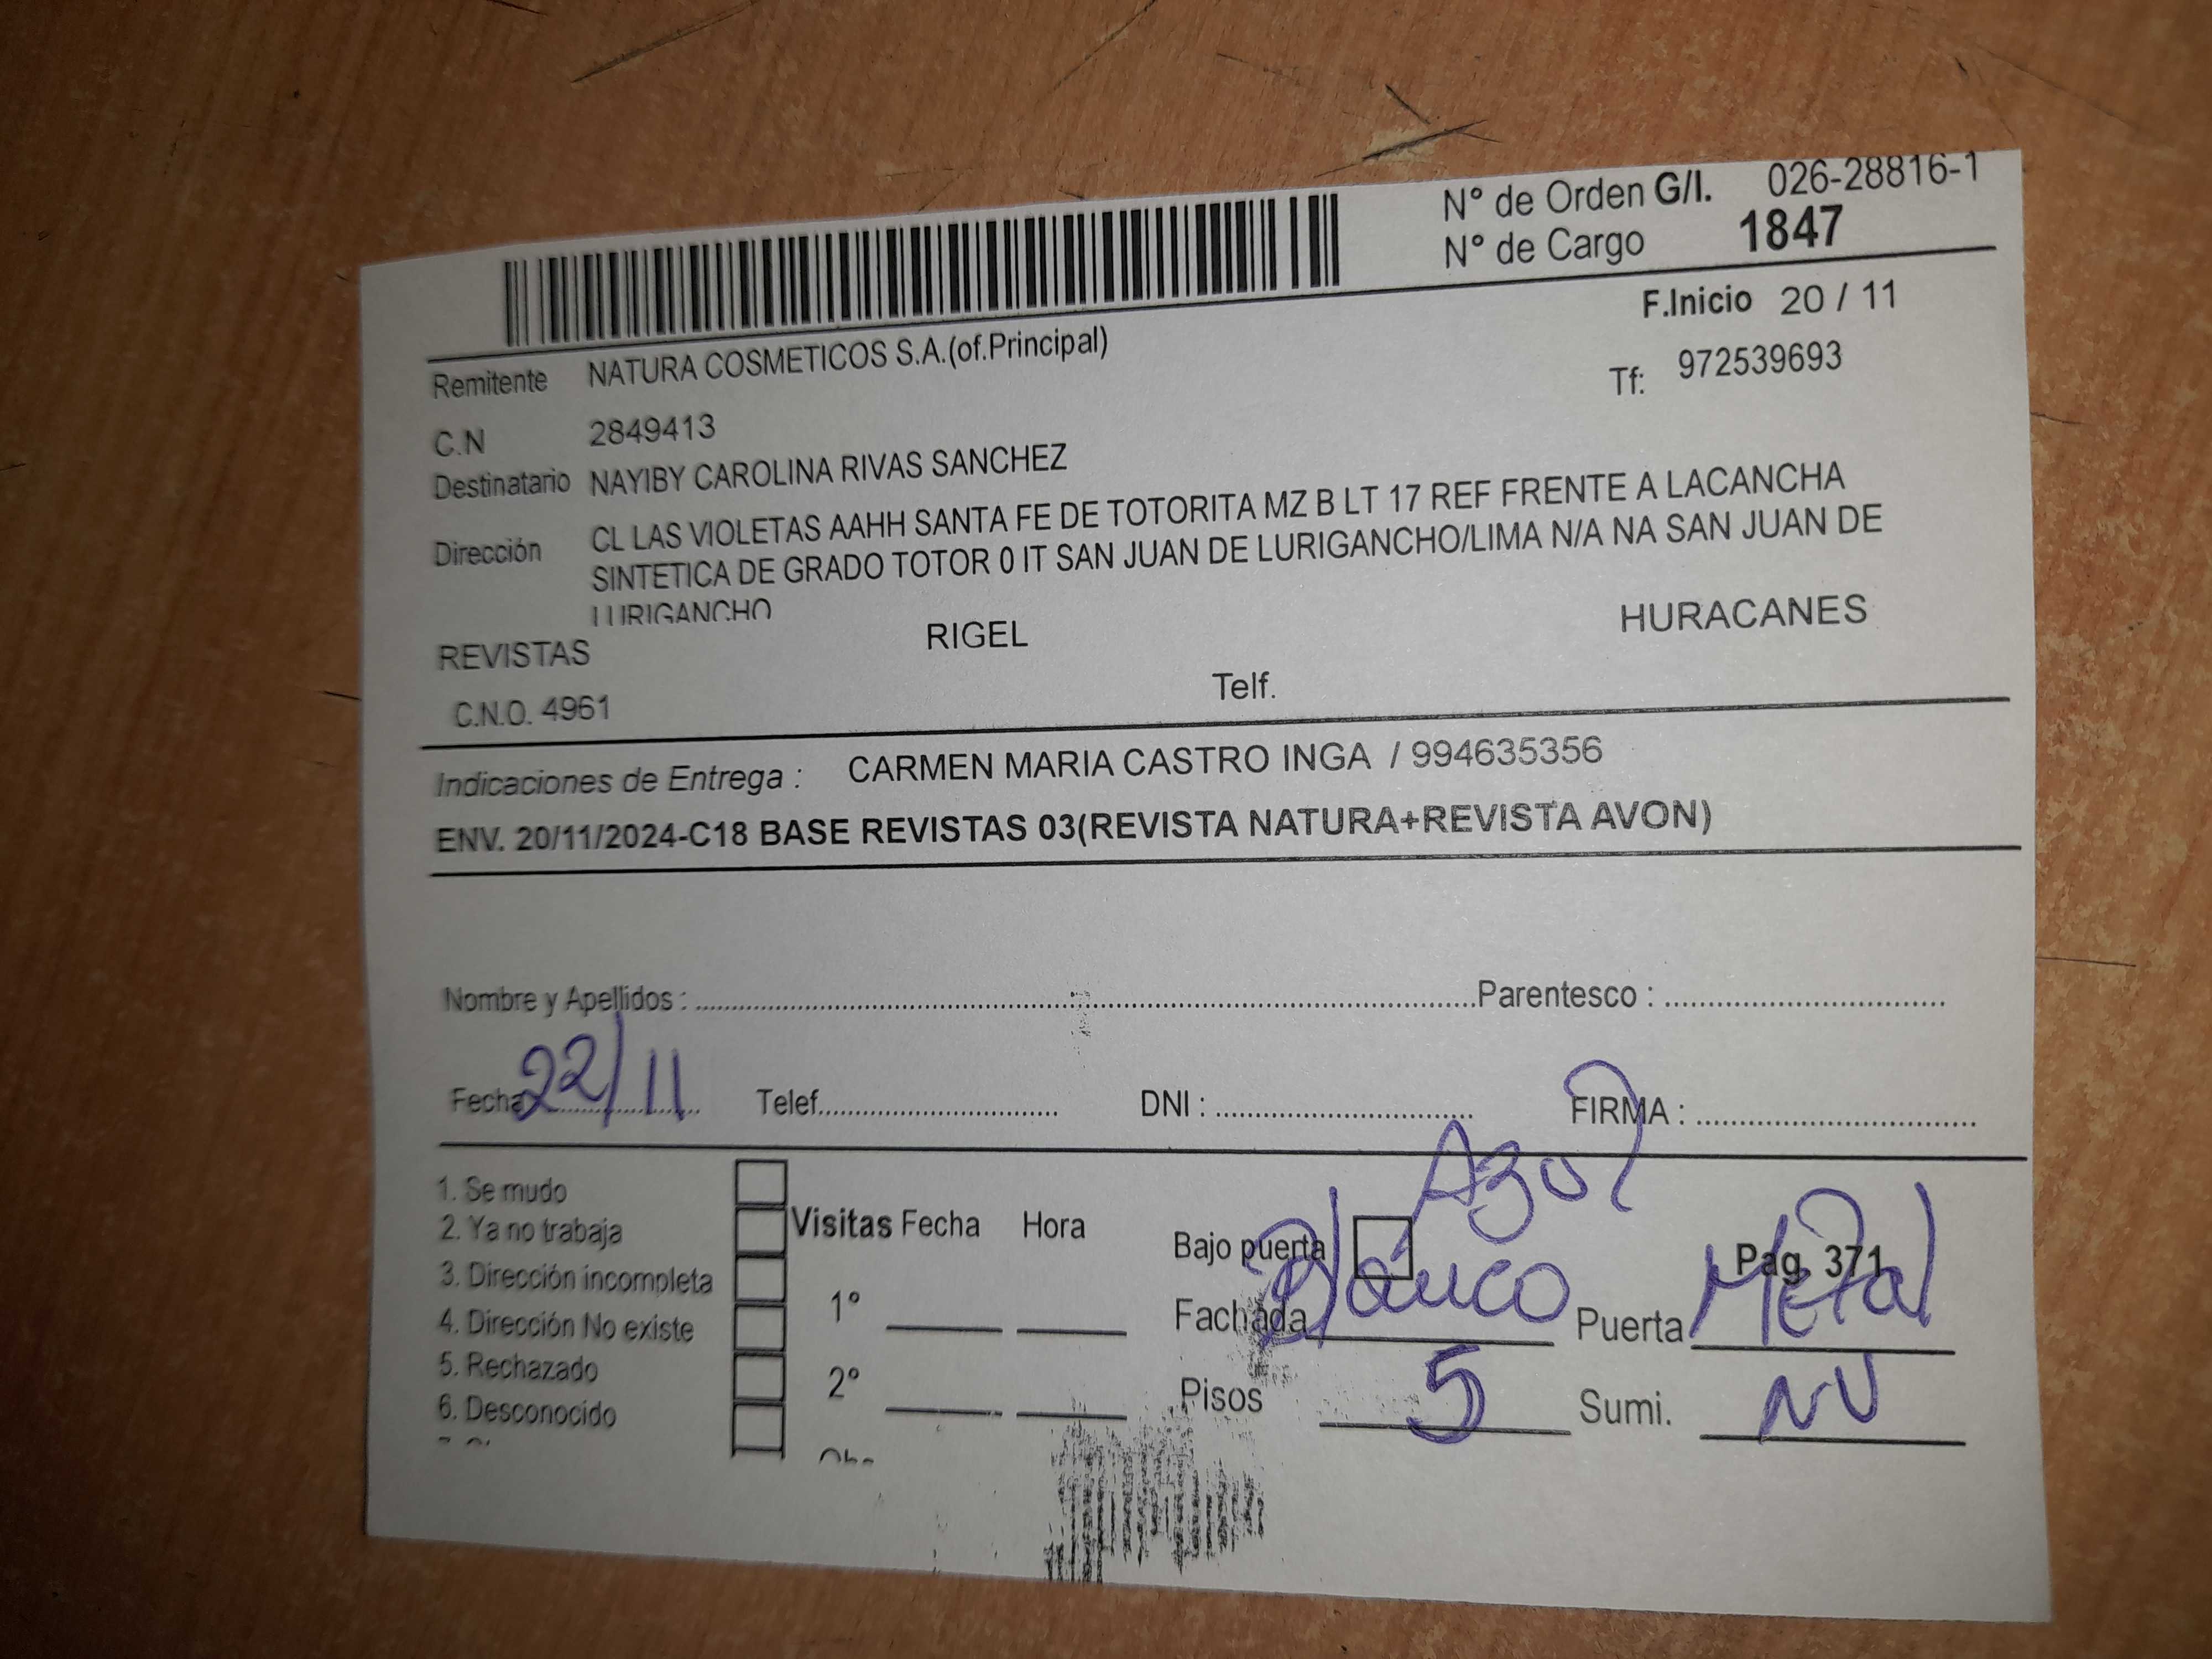 N° de Orden G/I. 026-28816-1
N° de Cargo 1847
F.Inicio 20 / 11
Remitente NATURA COSMETICOS S.A.(of.Principal)
Tf: 972539693
C.N 2849413
Destinatario NAYIBY CAROLINA RIVAS SANCHEZ
Dirección CL LAS VIOLETAS AAHH SANTA FE DE TOTORITA MZ B LT 17 REF FRENTE A LACANCHA
SINTETICA DE GRADO TOTOR 0 IT SAN JUAN DE LURIGANCHO/LIMA N/A NA SAN JUAN DE
LURIGANCHO
REVISTAS RIGEL HURACANES
C.N.O. 4961 Telf.
Indicaciones de Entrega : CARMEN MARIA CASTRO INGA / 994635356
ENV. 20/11/2024-C18 BASE REVISTAS 03(REVISTA NATURA+REVISTA AVON)
Nombre y Apellidos : Parentesco :
Fecha 22/11 Telef. DNI : FIRMA :
1. Se mudo
2. Ya no trabaja
3. Dirección incompleta
4. Dirección No existe
5. Rechazado
6. Desconocido
Visitas Fecha Hora
1°
2°
Azul
Bajo puerta Pag. 371
Fachada Blanco Puerta Metal
Pisos 5 Sumi.